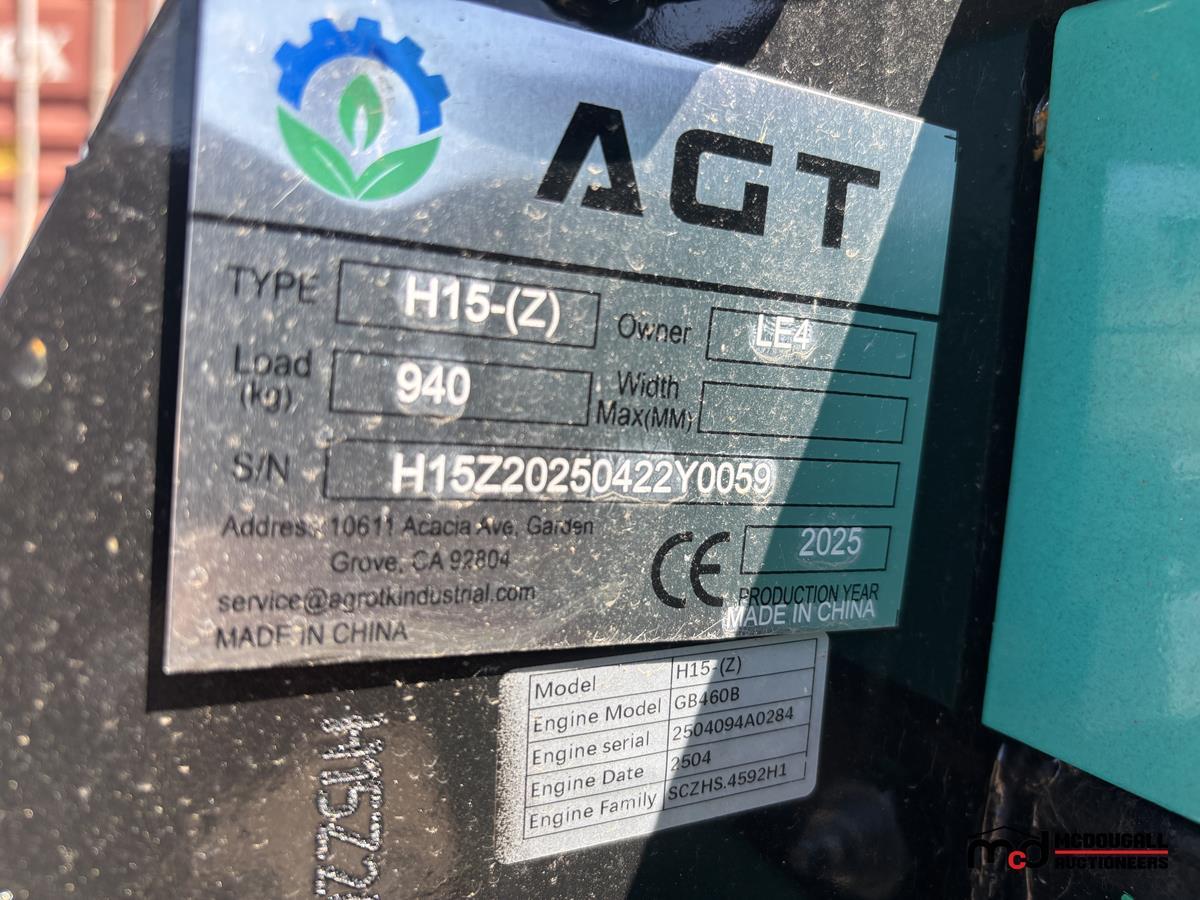 AGT
TYPE H15-(Z) Owner LE4
Load (kg) 940 Width Max(MM)
S/N H15Z20250422Y0059
Address: 10611 Acacia Ave, Garden
Grove, CA 92804
service@agrotkindustrial.com
MADE IN CHINA
CE 2025
PRODUCTION YEAR
MADE IN CHINA
Model H15-(Z)
Engine Model GB460B
Engine serial 2504094A0284
Engine Date 2504
Engine Family SCZHS.4592H1
H15Z2
mcd MCDOUGALL
AUCTIONEERS